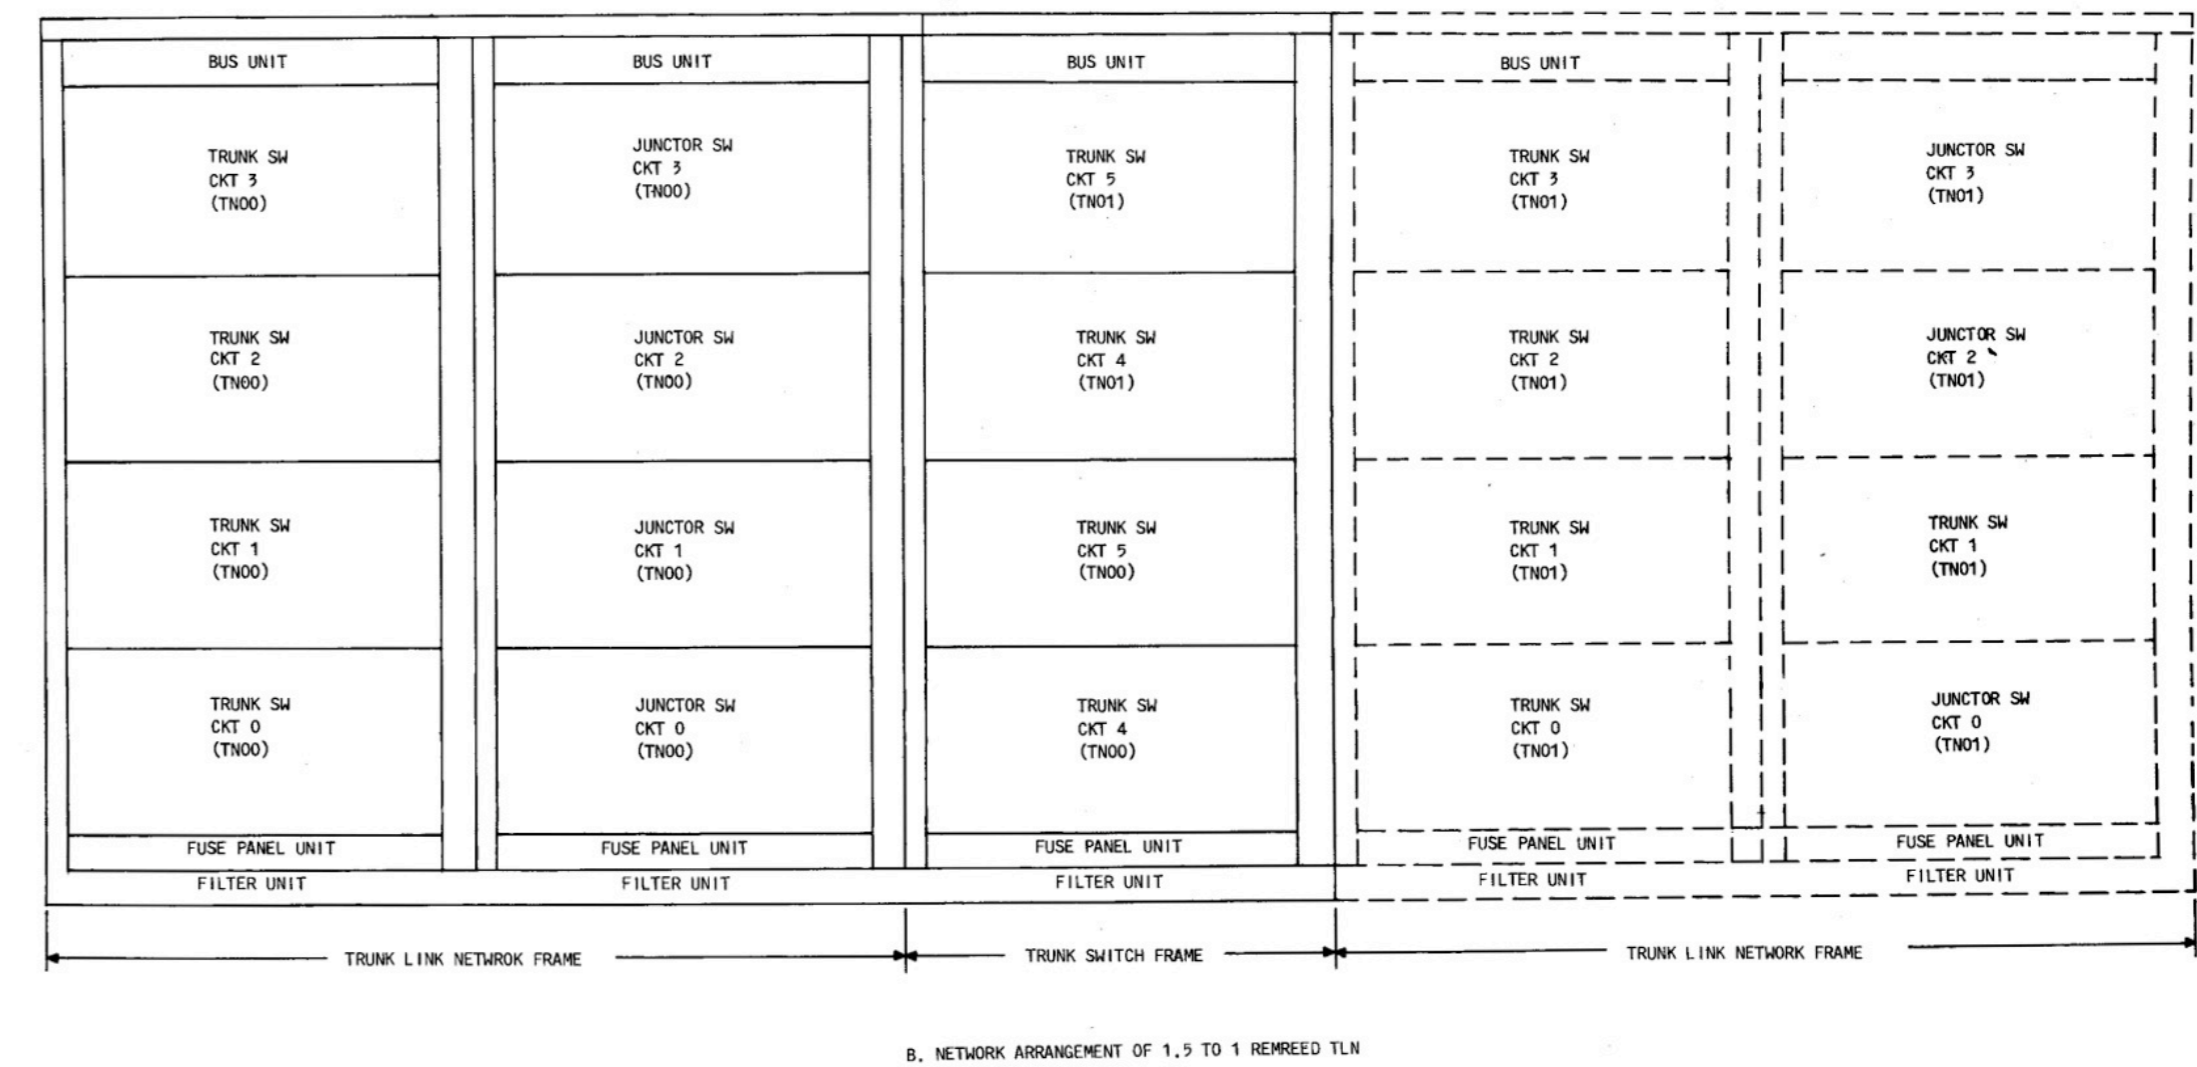 BUS UNIT
TRUNK SW
CKT 3
(TN00)
TRUNK SW
CKT 2
(TN00)
TRUNK SW
CKT 1
(TN00)
TRUNK SW
CKT 0
(TN00)
FUSE PANEL UNIT
FILTER UNIT
BUS UNIT
JUNCTOR SW
CKT 3
(TN00)
JUNCTOR SW
CKT 2
(TN00)
JUNCTOR SW
CKT 1
(TN00)
JUNCTOR SW
CKT 0
(TN00)
FUSE PANEL UNIT
FILTER UNIT
BUS UNIT
TRUNK SW
CKT 5
(TN01)
TRUNK SW
CKT 4
(TN01)
TRUNK SW
CKT 5
(TN00)
TRUNK SW
CKT 4
(TN00)
FUSE PANEL UNIT
FILTER UNIT
BUS UNIT
TRUNK SW
CKT 3
(TN01)
TRUNK SW
CKT 2
(TN01)
TRUNK SW
CKT 1
(TN01)
TRUNK SW
CKT 0
(TN01)
FUSE PANEL UNIT
FILTER UNIT
JUNCTOR SW
CKT 3
(TN01)
JUNCTOR SW
CKT 2
(TN01)
TRUNK SW
CKT 1
(TN01)
JUNCTOR SW
CKT 0
(TN01)
FUSE PANEL UNIT
FILTER UNIT
TRUNK LINK NETWROK FRAME
TRUNK SWITCH FRAME
TRUNK LINK NETWORK FRAME
B. NETWORK ARRANGEMENT OF 1.5 TO 1 REMREED TLN